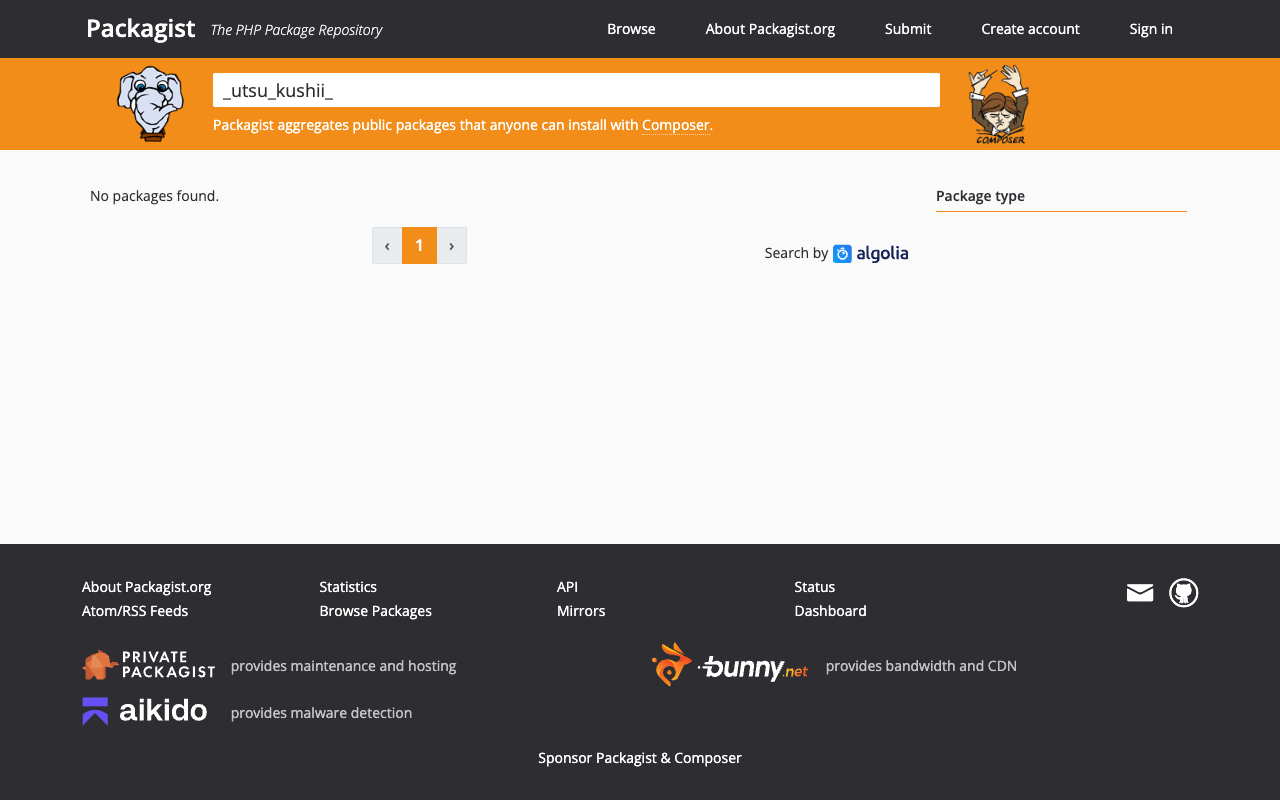 Packagist The PHP Package Repository Browse About Packagist.org Submit Create account Sign in
_utsu_kushii_
Packagist aggregates public packages that anyone can install with Composer.
COMPOSER
No packages found.
Package type
‹ 1 ›
Search by algolia
About Packagist.org Statistics API Status
Atom/RSS Feeds Browse Packages Mirrors Dashboard
PRIVATE PACKAGIST provides maintenance and hosting
bunny.net provides bandwidth and CDN
aikido provides malware detection
Sponsor Packagist & Composer